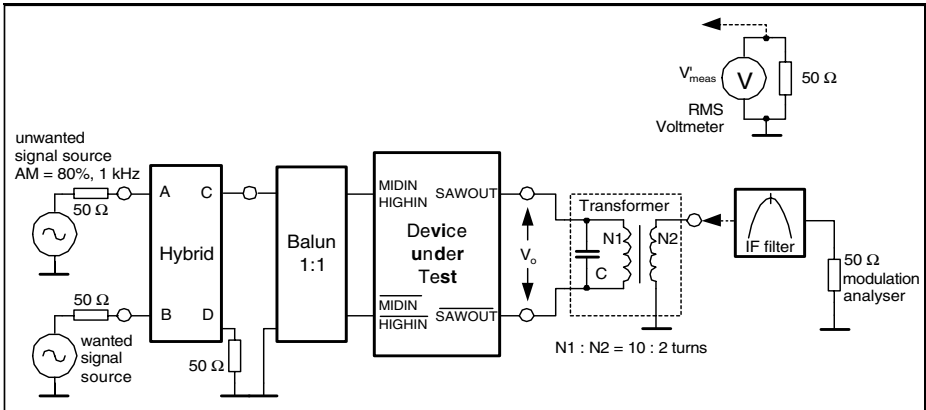 V'meas
V
50 Ω
RMS
Voltmeter
unwanted
signal source
AM = 80%, 1 kHz
50 Ω
A
C
Hybrid
B
D
50 Ω
wanted
signal
source
50 Ω
Balun
1:1
MIDIN
HIGHIN
SAWOUT
Device
under
Test
MIDIN
HIGHIN
SAWOUT
Vo
Transformer
N1
N2
C
N1 : N2 = 10 : 2 turns
IF filter
50 Ω
modulation
analyser